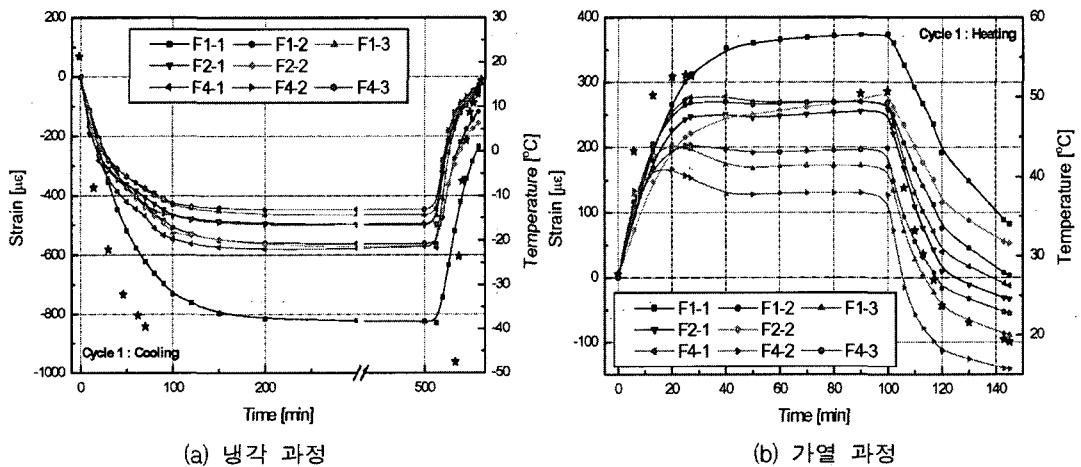 200
0
-200
-400
-600
-800
-1000
Strain [με]
F1-1 F1-2 F1-3
F2-1 F2-2
F4-1 F4-2 F4-3
Cycle 1 : Cooling
30
20
10
0
-10
-20
-30
-40
-50
Temperature [°C]
0 100 200 500
Time [min]
(a) 냉각 과정
400
300
200
100
0
-100
Strain [με]
Cycle 1 : Heating
F1-1 F1-2 F1-3
F2-1 F2-2
F4-1 F4-2 F4-3
60
50
40
30
20
Temperature [°C]
0 20 40 60 80 100 120 140
Time [min]
(b) 가열 과정